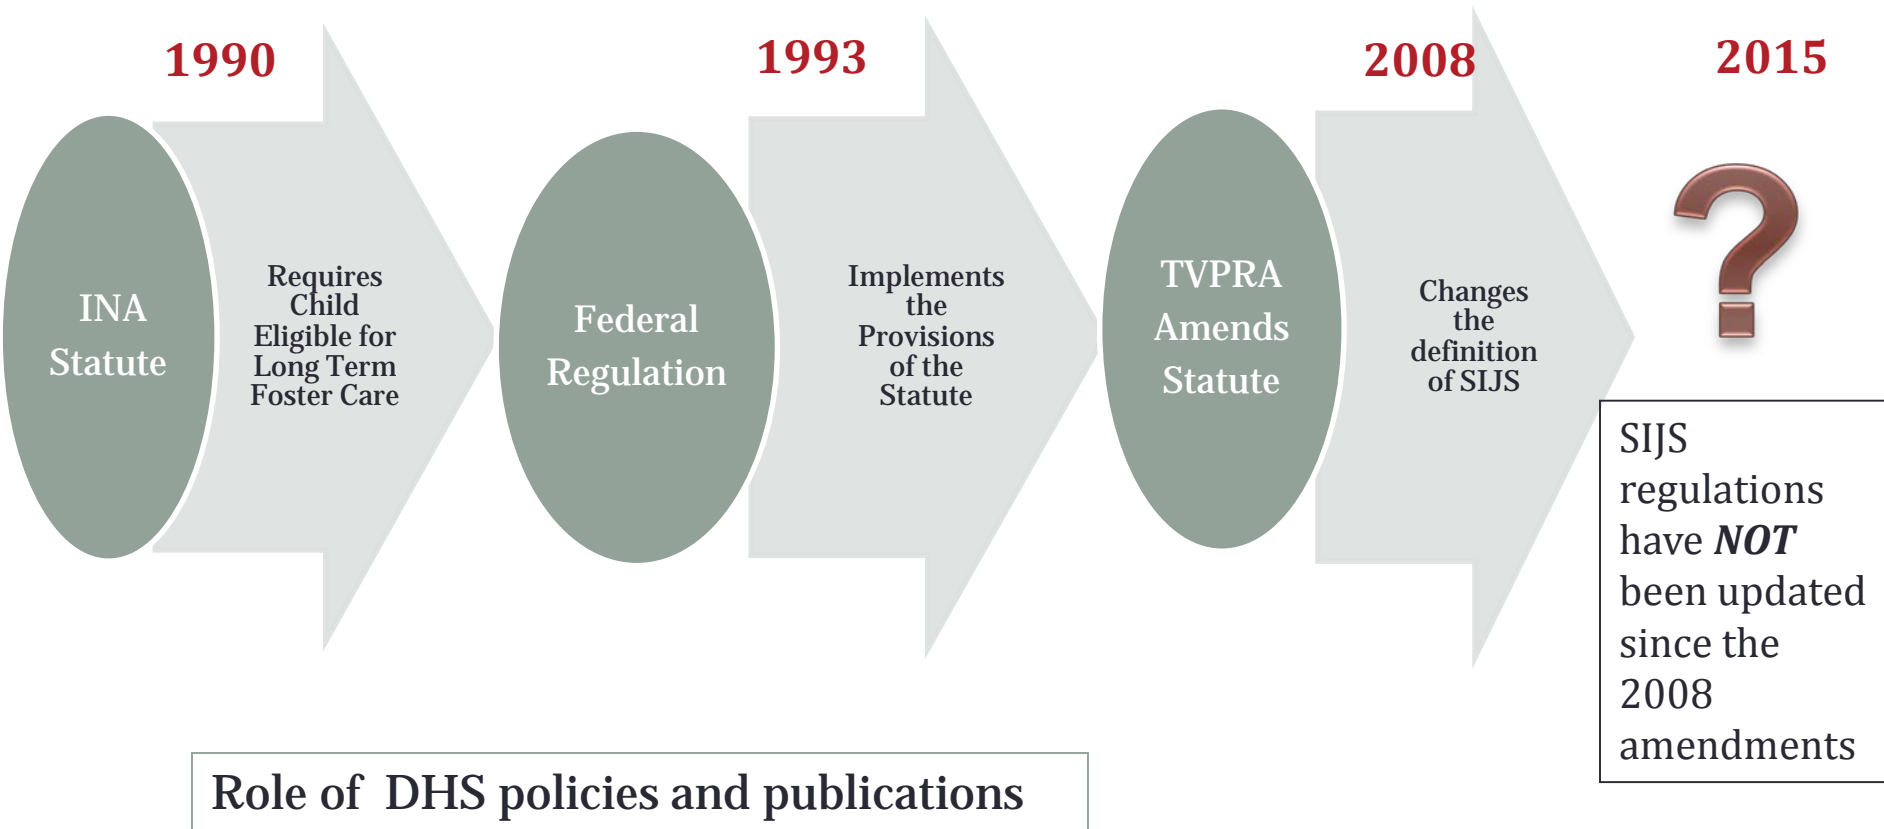 1990
INA
Statute
Requires
Child
Eligible for
Long Term
Foster Care
1993
Federal
Regulation
Implements
the
Provisions
of the
Statute
2008
TVPRA
Amends
Statute
Changes
the
definition
of SIJS
2015
?
SIJS
regulations
have NOT
been updated
since the
2008
amendments
Role of DHS policies and publications